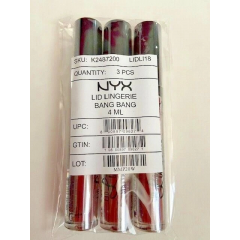 SKU: K2487200 LIDLI18
QUANTITY: 3 PCS
NYX
LID LINGERIE
BANG BANG
4 ML
UPC:
GTIN:
LOT: